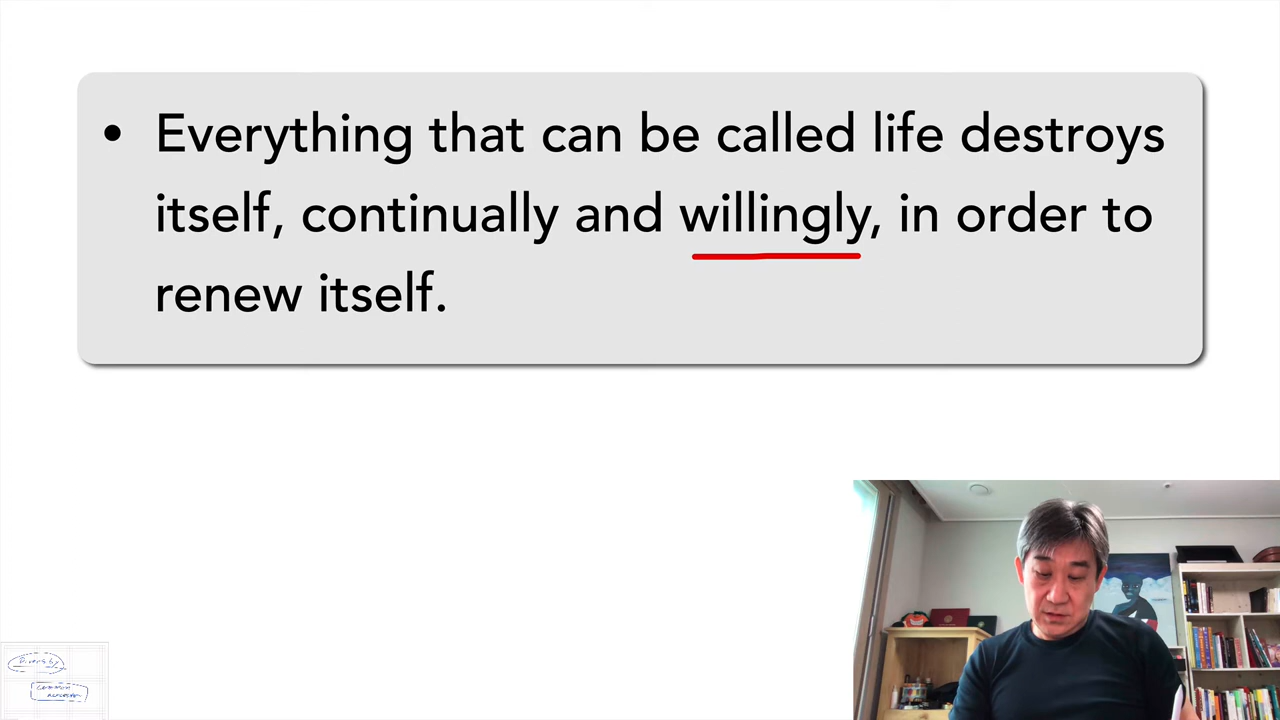 • Everything that can be called life destroys
itself, continually and willingly, in order to
renew itself.